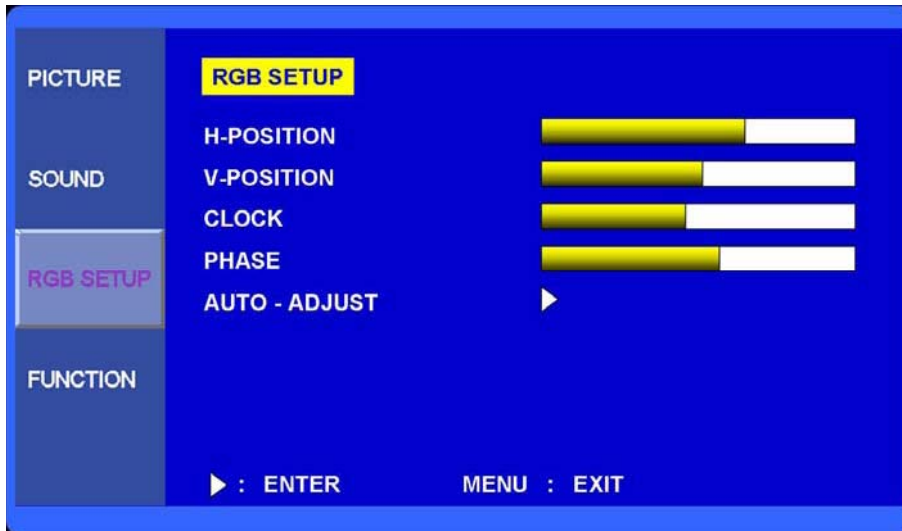 PICTURE
SOUND
RGB SETUP
FUNCTION
RGB SETUP
H-POSITION
V-POSITION
CLOCK
PHASE
AUTO - ADJUST
: ENTER MENU : EXIT